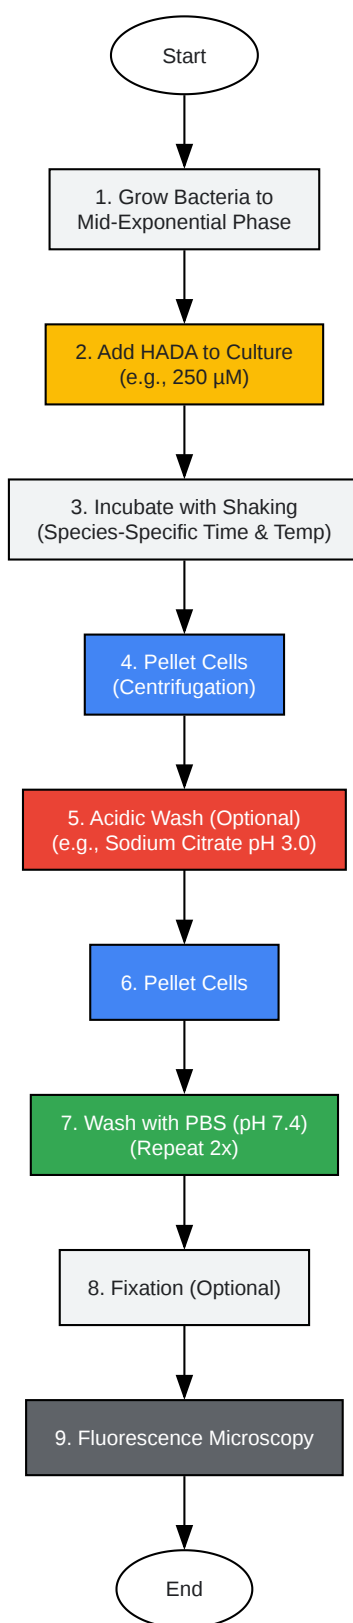 Start
1. Grow Bacteria to
Mid-Exponential Phase
2. Add HADA to Culture
(e.g., 250 µM)
3. Incubate with Shaking
(Species-Specific Time & Temp)
4. Pellet Cells
(Centrifugation)
5. Acidic Wash (Optional)
(e.g., Sodium Citrate pH 3.0)
6. Pellet Cells
7. Wash with PBS (pH 7.4)
(Repeat 2x)
8. Fixation (Optional)
9. Fluorescence Microscopy
End